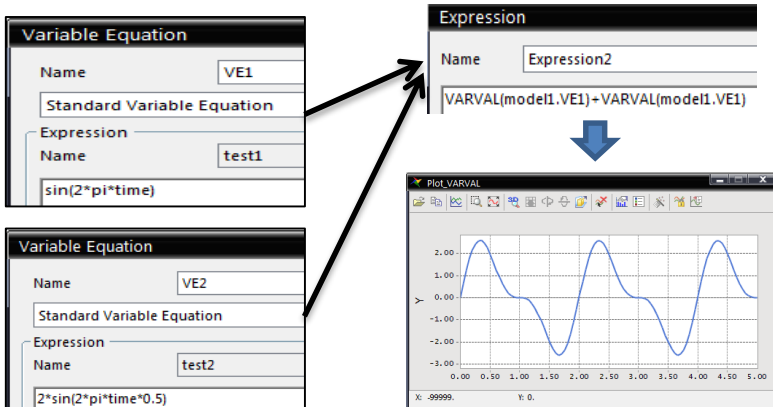 Variable Equation
Name VE1
Standard Variable Equation
Expression
Name test1
sin(2*pi*time)
Variable Equation
Name VE2
Standard Variable Equation
Expression
Name test2
2*sin(2*pi*time*0.5)
Expression
Name Expression2
VARVAL(model1.VE1)+VARVAL(model1.VE1)
Plot_VARVAL
3D
2.00
1.00
0.00
-1.00
-2.00
-3.00
Y
0.00 0.50 1.00 1.50 2.00 2.50 3.00 3.50 4.00 4.50 5.00
X: -99999. Y: 0.